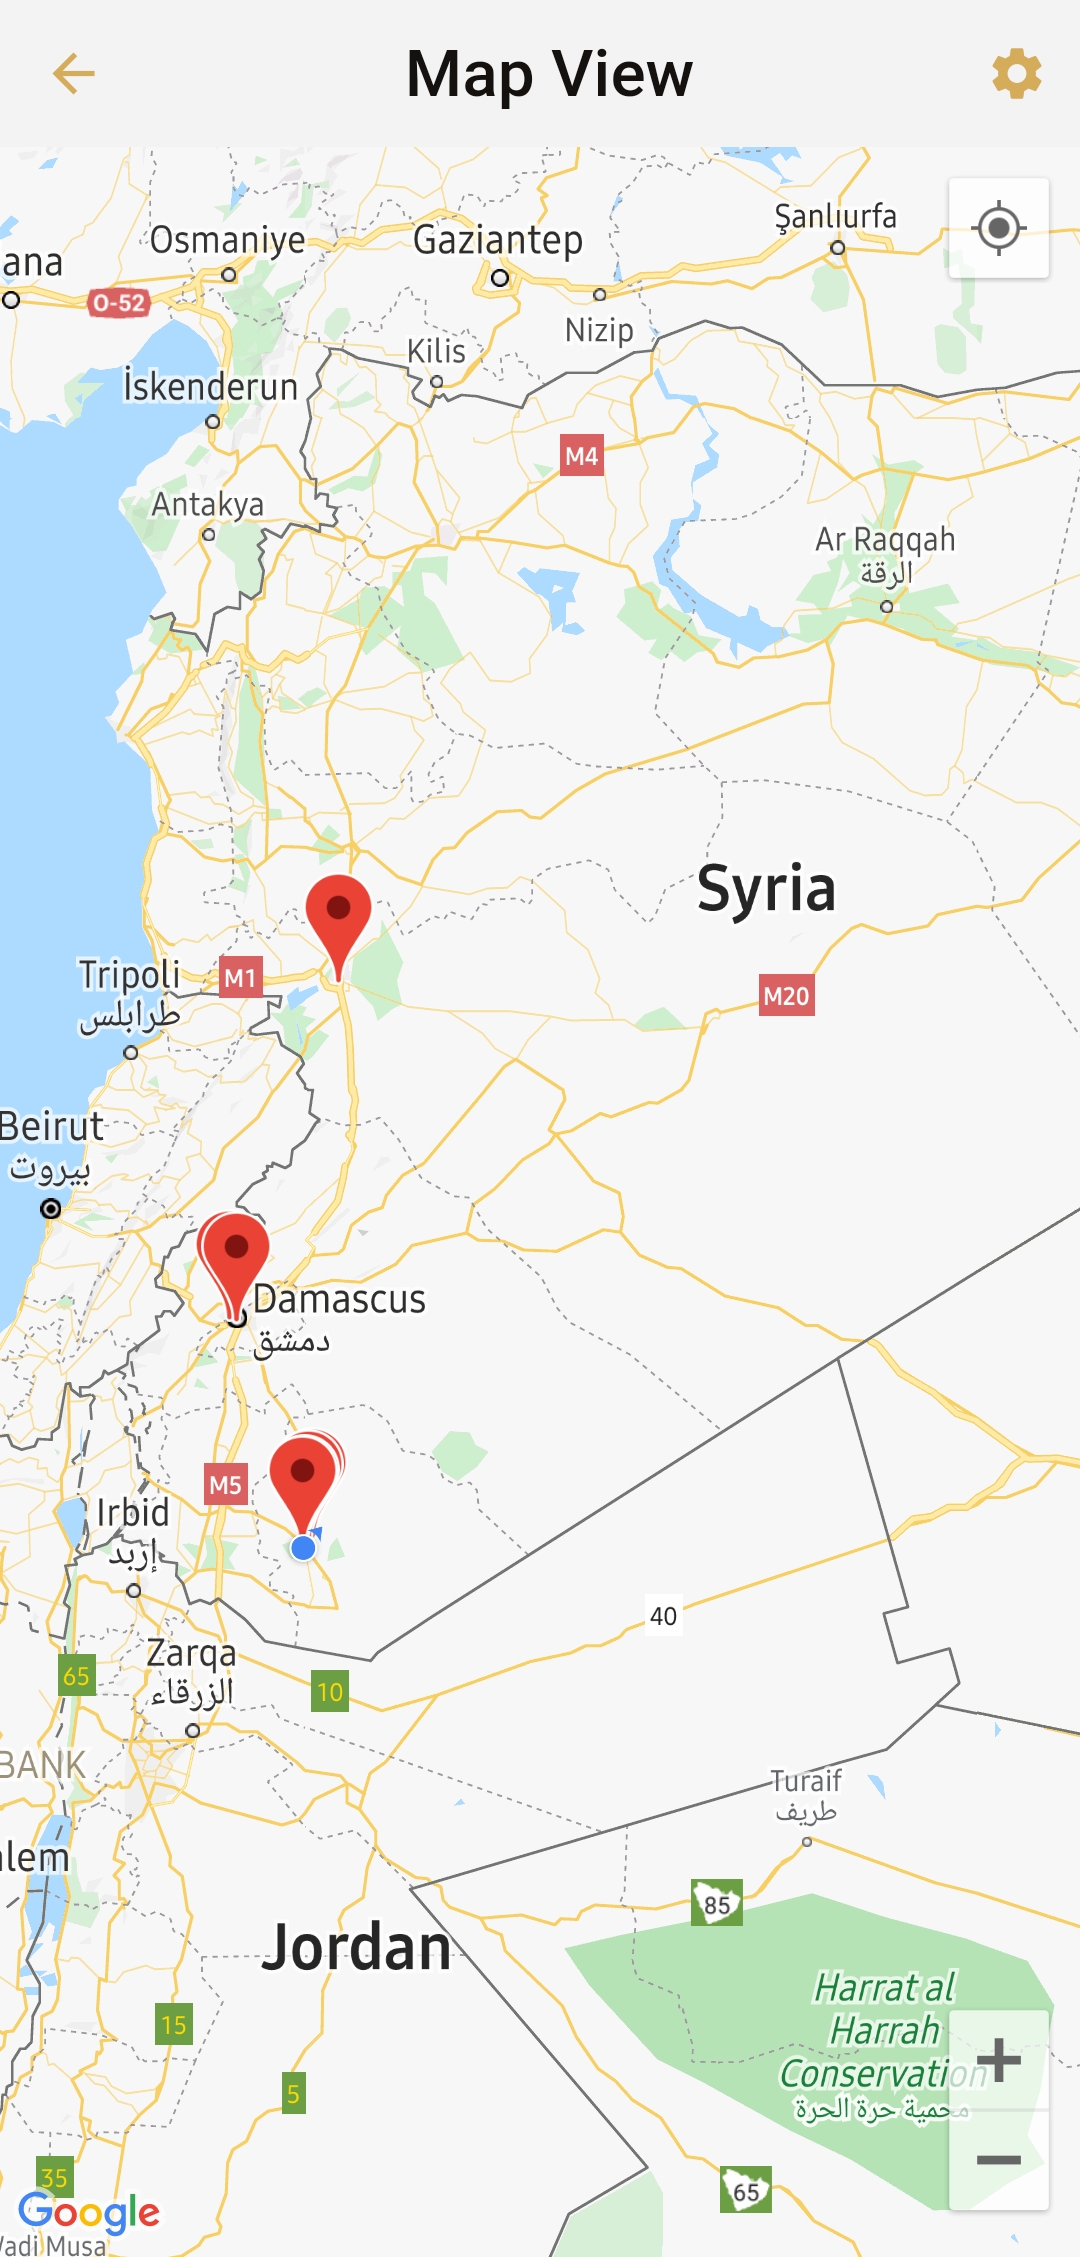 Map View
Şanlıurfa
Osmaniye
Gaziantep
ana
O-52
Nizip
Kilis
İskenderun
M4
Antakya
Ar Raqqah
الرقة
Syria
Tripoli
طرابلس
M1
M20
Beirut
بيروت
Damascus
دمشق
M5
Irbid
إربد
40
Zarqa
الزرقاء
65
10
BANK
Turaif
طريف
alem
85
Jordan
Harrat al
Harrah
Conservation
محمية حرة الحرة
15
5
35
65
Google
Wadi Musa